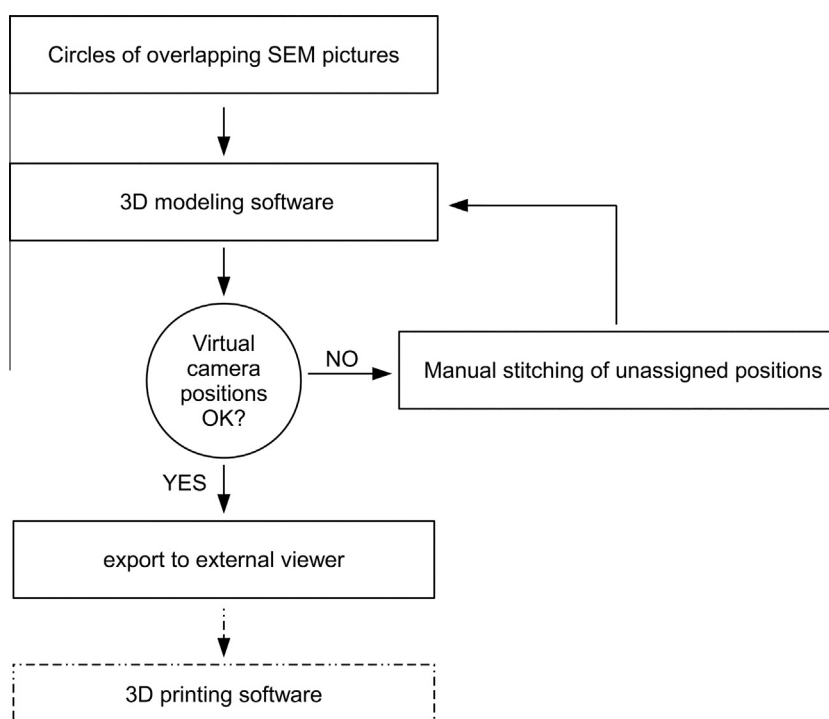 Circles of overlapping SEM pictures
3D modeling software
Virtual
camera
positions
OK?
NO
Manual stitching of unassigned positions
YES
export to external viewer
3D printing software